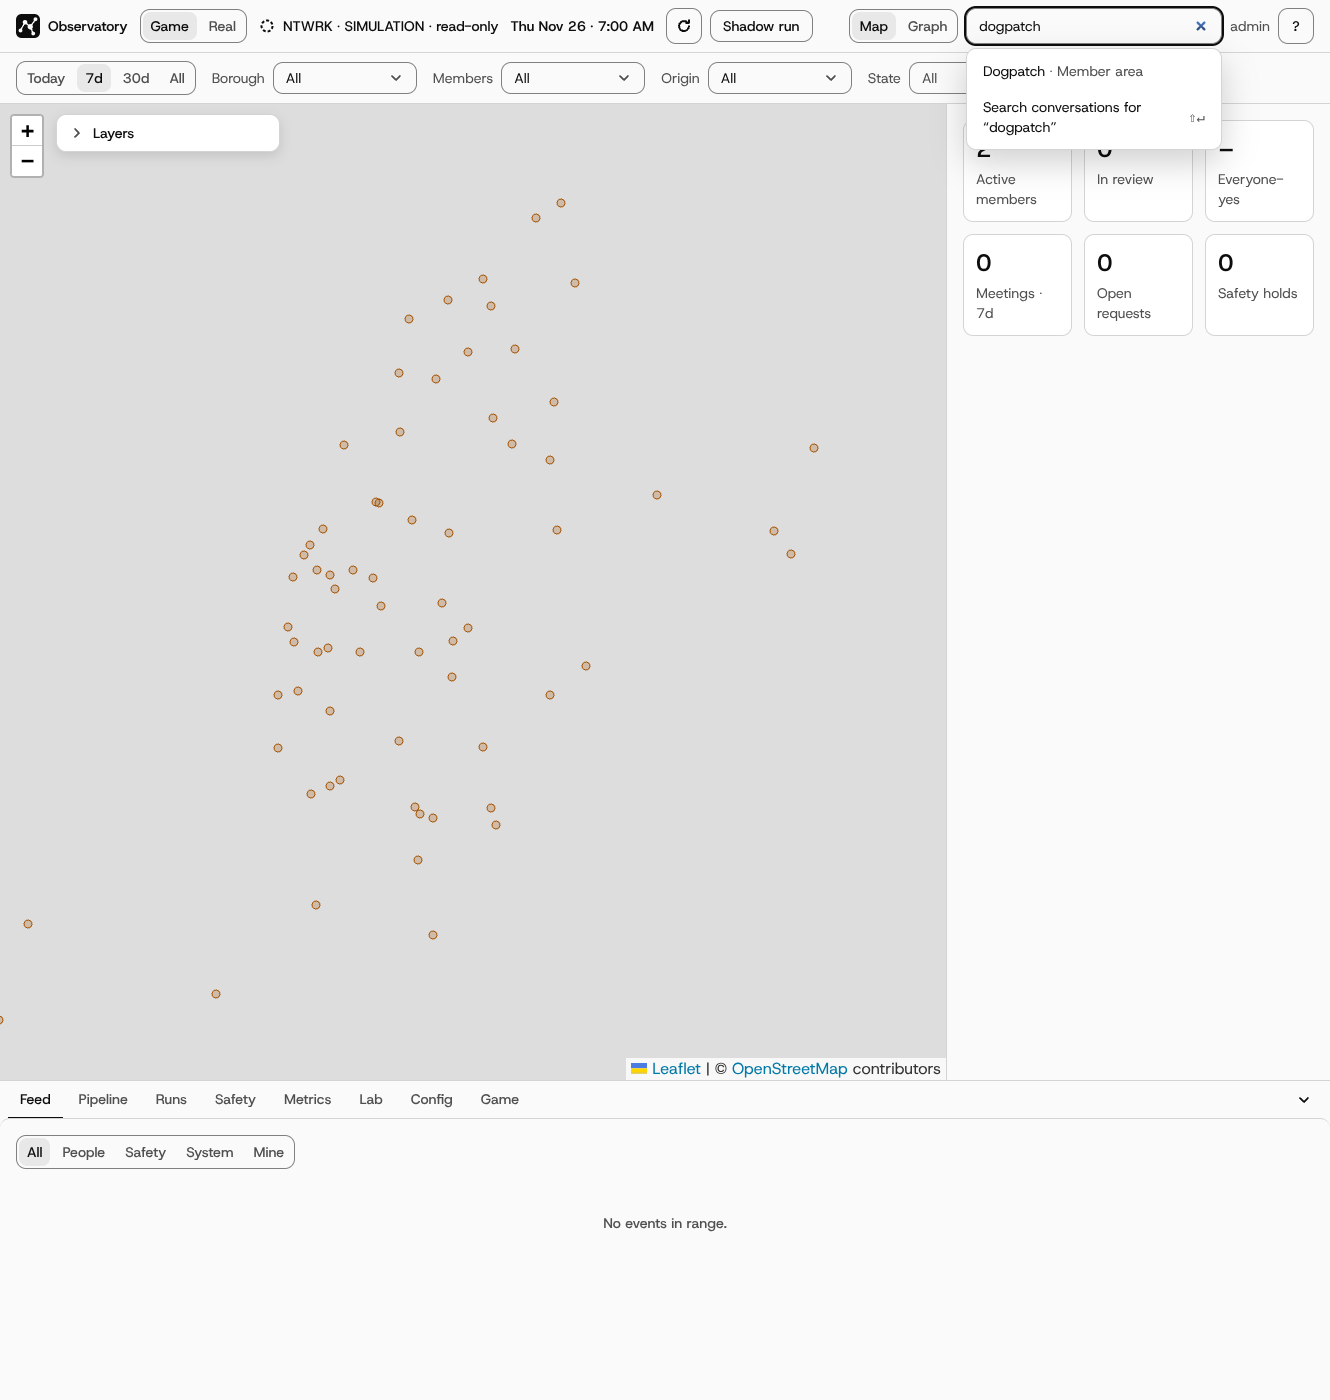 Observatory
Game Real
NTWRK · SIMULATION · read-only Thu Nov 26 · 7:00 AM
Shadow run
Map Graph
dogpatch
admin
?
Today 7d 30d All
Borough All
Members All
Origin All
State All
Dogpatch · Member area
Search conversations for
“dogpatch” ⇧↵
+
−
Layers
Active
members
In review
Everyone-
yes
0
Meetings ·
7d
0
Open
requests
0
Safety holds
Leaflet | © OpenStreetMap contributors
Feed Pipeline Runs Safety Metrics Lab Config Game
All People Safety System Mine
No events in range.